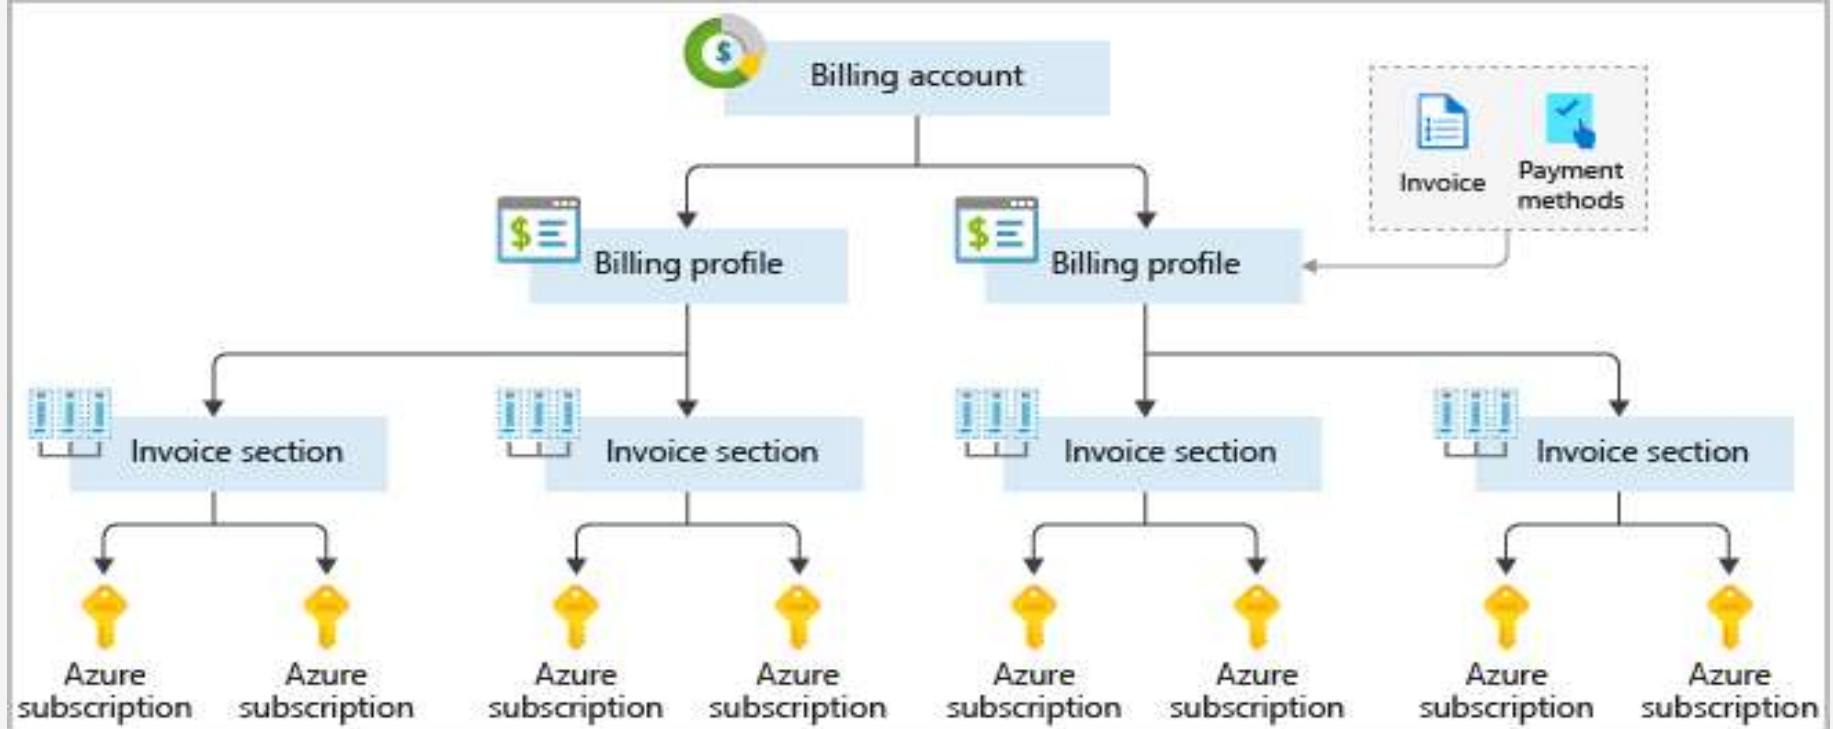 Billing account
Invoice
Payment
methods
Billing profile
Billing profile
Invoice section
Invoice section
Invoice section
Invoice section
Azure
subscription
Azure
subscription
Azure
subscription
Azure
subscription
Azure
subscription
Azure
subscription
Azure
subscription
Azure
subscription